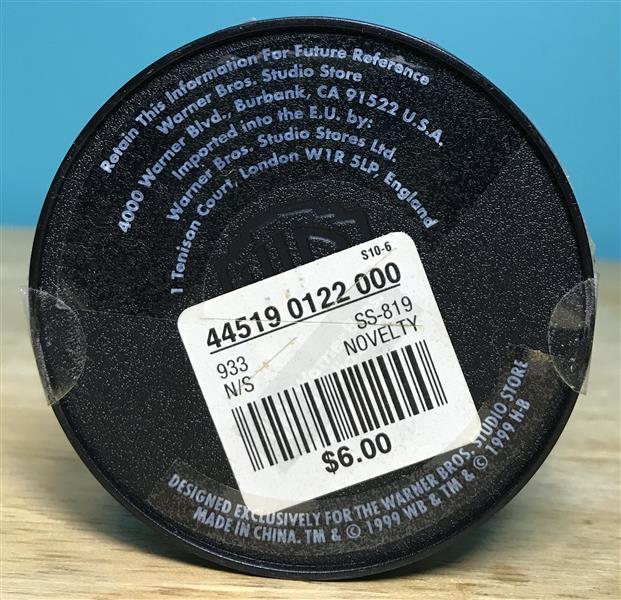 Retain This Information For Future Reference
Warner Bros. Studio Store
4000 Warner Blvd., Burbank, CA 91522 U.S.A.
Imported into the E.U. by:
Warner Bros. Studio Stores Ltd.
1 Tenison Court, London W1R 5LP, England
S10-6
44519 0122 000
933 SS-819
N/S NOVELTY
$6.00
DESIGNED EXCLUSIVELY FOR THE WARNER BROS. STUDIO STORE
MADE IN CHINA. TM & © 1999 WB & TM & © 1999 H-B